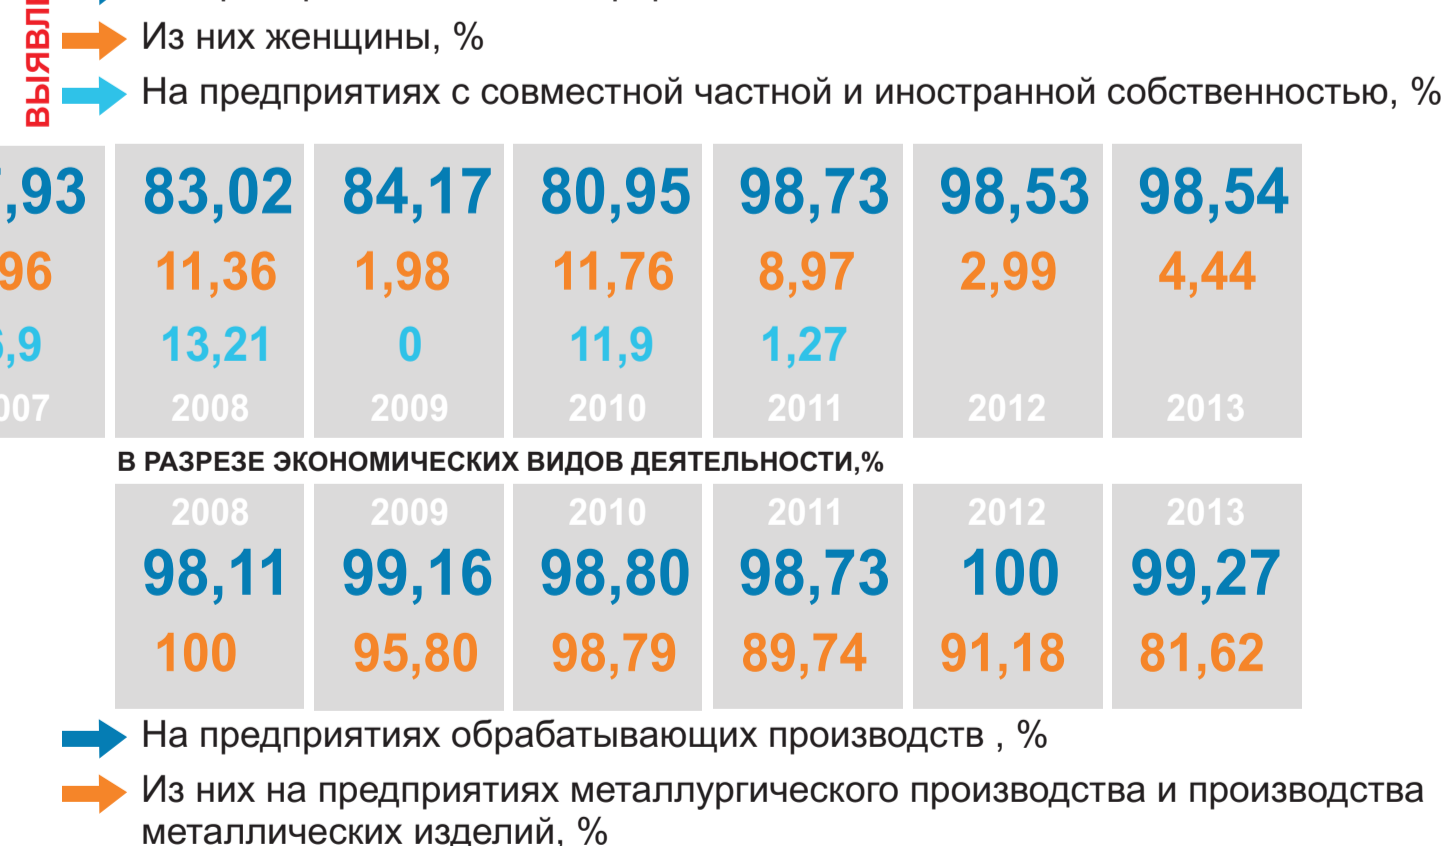 Из них женщины, %
На предприятиях с совместной частной и иностранной собственностью, %
,93 83,02 84,17 80,95 98,73 98,53 98,54
96 11,36 1,98 11,76 8,97 2,99 4,44
,9 13,21 0 11,9 1,27
007 2008 2009 2010 2011 2012 2013
В РАЗРЕЗЕ ЭКОНОМИЧЕСКИХ ВИДОВ ДЕЯТЕЛЬНОСТИ,%
2008 2009 2010 2011 2012 2013
98,11 99,16 98,80 98,73 100 99,27
100 95,80 98,79 89,74 91,18 81,62
На предприятиях обрабатывающих производств , %
Из них на предприятиях металлургического производства и производства
металлических изделий, %